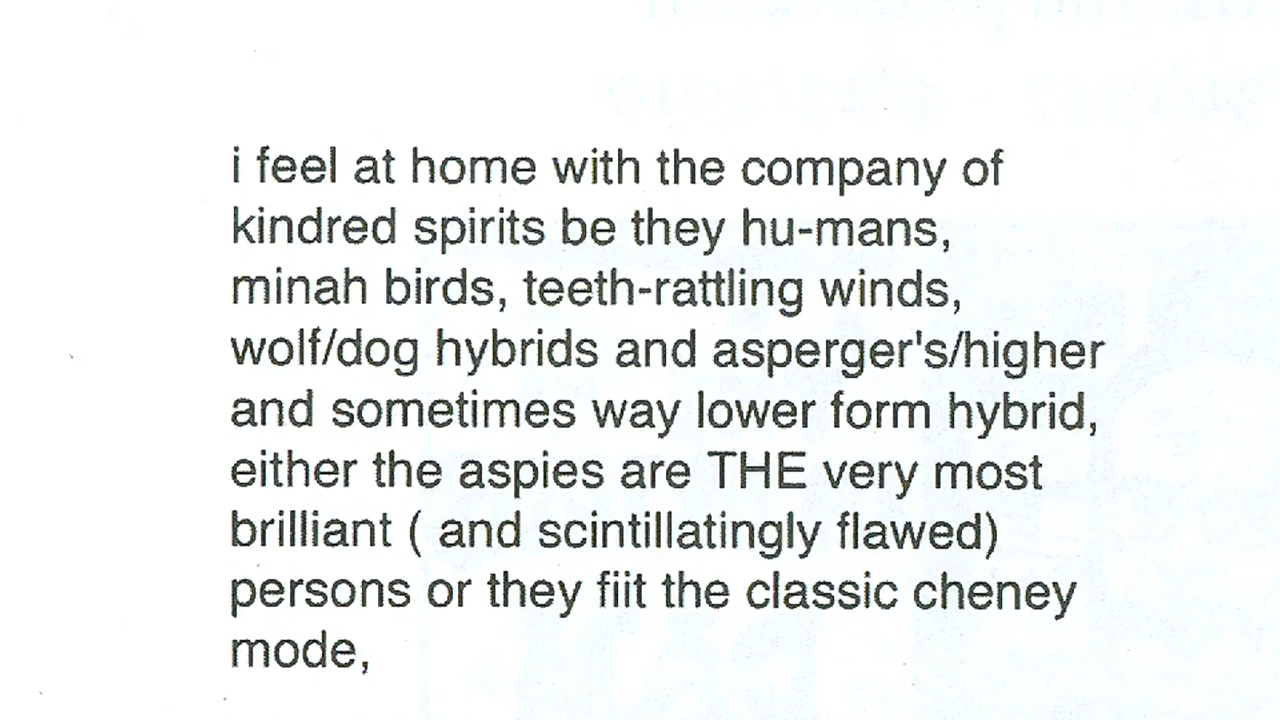 i feel at home with the company of
kindred spirits be they hu-mans,
minah birds, teeth-rattling winds,
wolf/dog hybrids and asperger's/higher
and sometimes way lower form hybrid,
either the aspies are THE very most
brilliant ( and scintillatingly flawed)
persons or they fiit the classic cheney
mode,